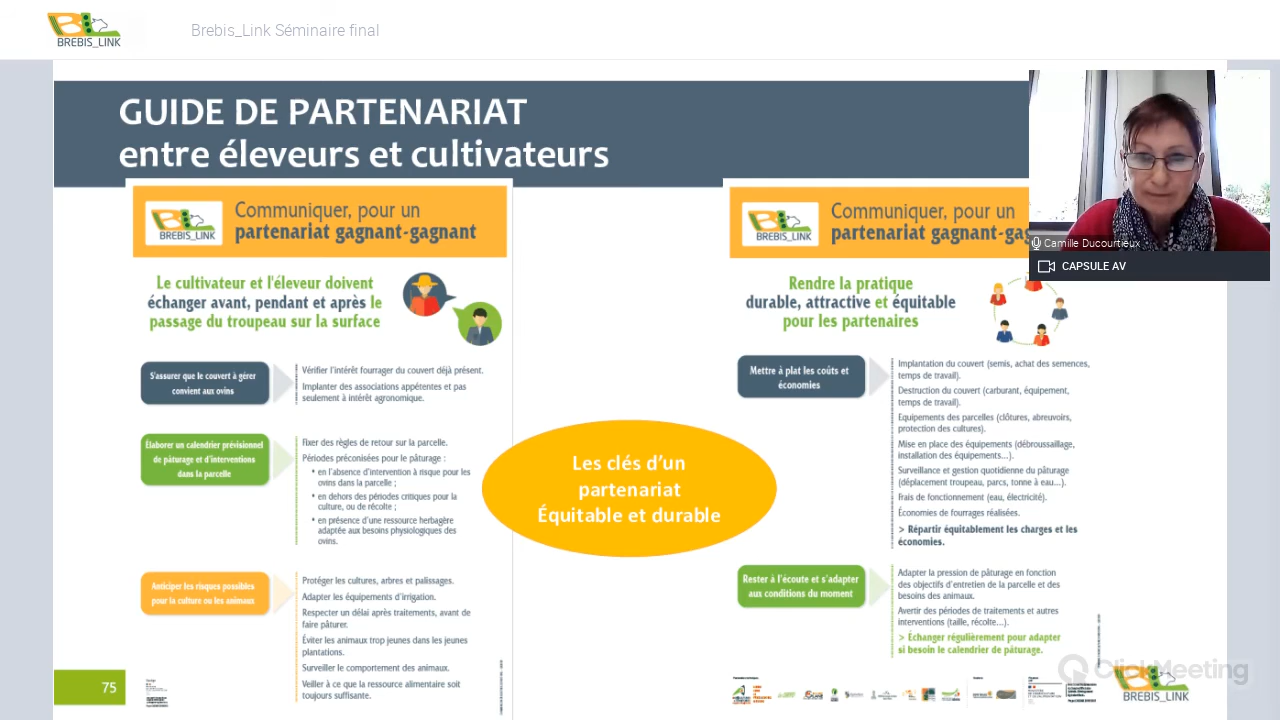 BREBIS_LINK
Brebis_Link Séminaire final
GUIDE DE PARTENARIAT
entre éleveurs et cultivateurs
BREBIS_LINK
Communiquer, pour un
partenariat gagnant-gagnant
Le cultivateur et l'éleveur doivent
échanger avant, pendant et après le
passage du troupeau sur la surface
S'assurer que le couvert à gérer
convient aux ovins
Vérifier l'intérêt fourrager du couvert déjà présent.
Implanter des associations appétentes et pas
seulement à intérêt agronomique.
Élaborer un calendrier prévisionnel
de pâturage et d'interventions
dans la parcelle
Fixer des règles de retour sur la parcelle.
Périodes préconisées pour le pâturage :
• en l'absence d'intervention à risque pour les
ovins dans la parcelle ;
• en dehors des périodes critiques pour la
culture, ou de récolte ;
• en présence d'une ressource herbagère
adaptée aux besoins physiologiques des
ovins.
Anticiper les risques possibles
pour la culture ou les animaux
Protéger les cultures, arbres et palissages.
Adapter les équipements d'irrigation.
Respecter un délai après traitements, avant de
faire pâturer.
Éviter les animaux trop jeunes dans les jeunes
plantations.
Surveiller le comportement des animaux.
Veiller à ce que la ressource alimentaire soit
toujours suffisante.
75
Les clés d'un
partenariat
Équitable et durable
BREBIS_LINK
Communiquer, pour un
partenariat gagnant-gag
Rendre la pratique
durable, attractive et équitable
pour les partenaires
Mettre à plat les coûts et
économies
Implantation du couvert (semis, achat des semences,
temps de travail).
Destruction du couvert (carburant, équipement,
temps de travail).
Equipements des parcelles (clôtures, abreuvoirs,
protection des cultures).
Mise en place des équipements (débroussaillage,
installation des équipements...).
Surveillance et gestion quotidienne du pâturage
(déplacement troupeau, parcs, tonne à eau...).
Frais de fonctionnement (eau, électricité).
Économies de fourrages réalisées.
> Répartir équitablement les charges et les
économies.
Rester à l'écoute et s'adapter
aux conditions du moment
Adapter la pression de pâturage en fonction
des objectifs d'entretien de la parcelle et des
besoins des animaux.
Avertir des périodes de traitements et autres
interventions (taille, récolte...).
> Échanger régulièrement pour adapter
si besoin le calendrier de pâturage.
Camille Ducourtieux
CAPSULE AV
ClickMeeting
BREBIS_LINK